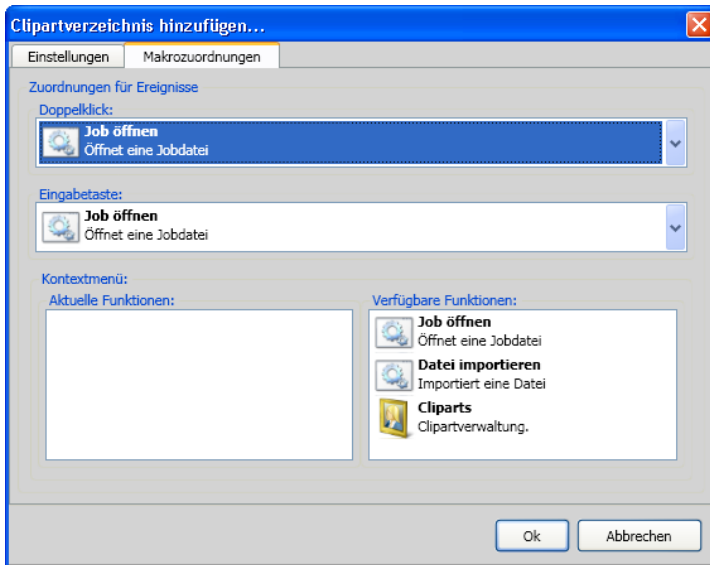 Clipartverzeichnis hinzufügen...
Einstellungen
Makrozuordnungen
Zuordnungen für Ereignisse
Doppelklick:
Job öffnen
Öffnet eine Jobdatei
Eingabetaste:
Job öffnen
Öffnet eine Jobdatei
Kontextmenü:
Aktuelle Funktionen:
Verfügbare Funktionen:
Job öffnen
Öffnet eine Jobdatei
Datei importieren
Importiert eine Datei
Cliparts
Clipartverwaltung.
Ok
Abbrechen